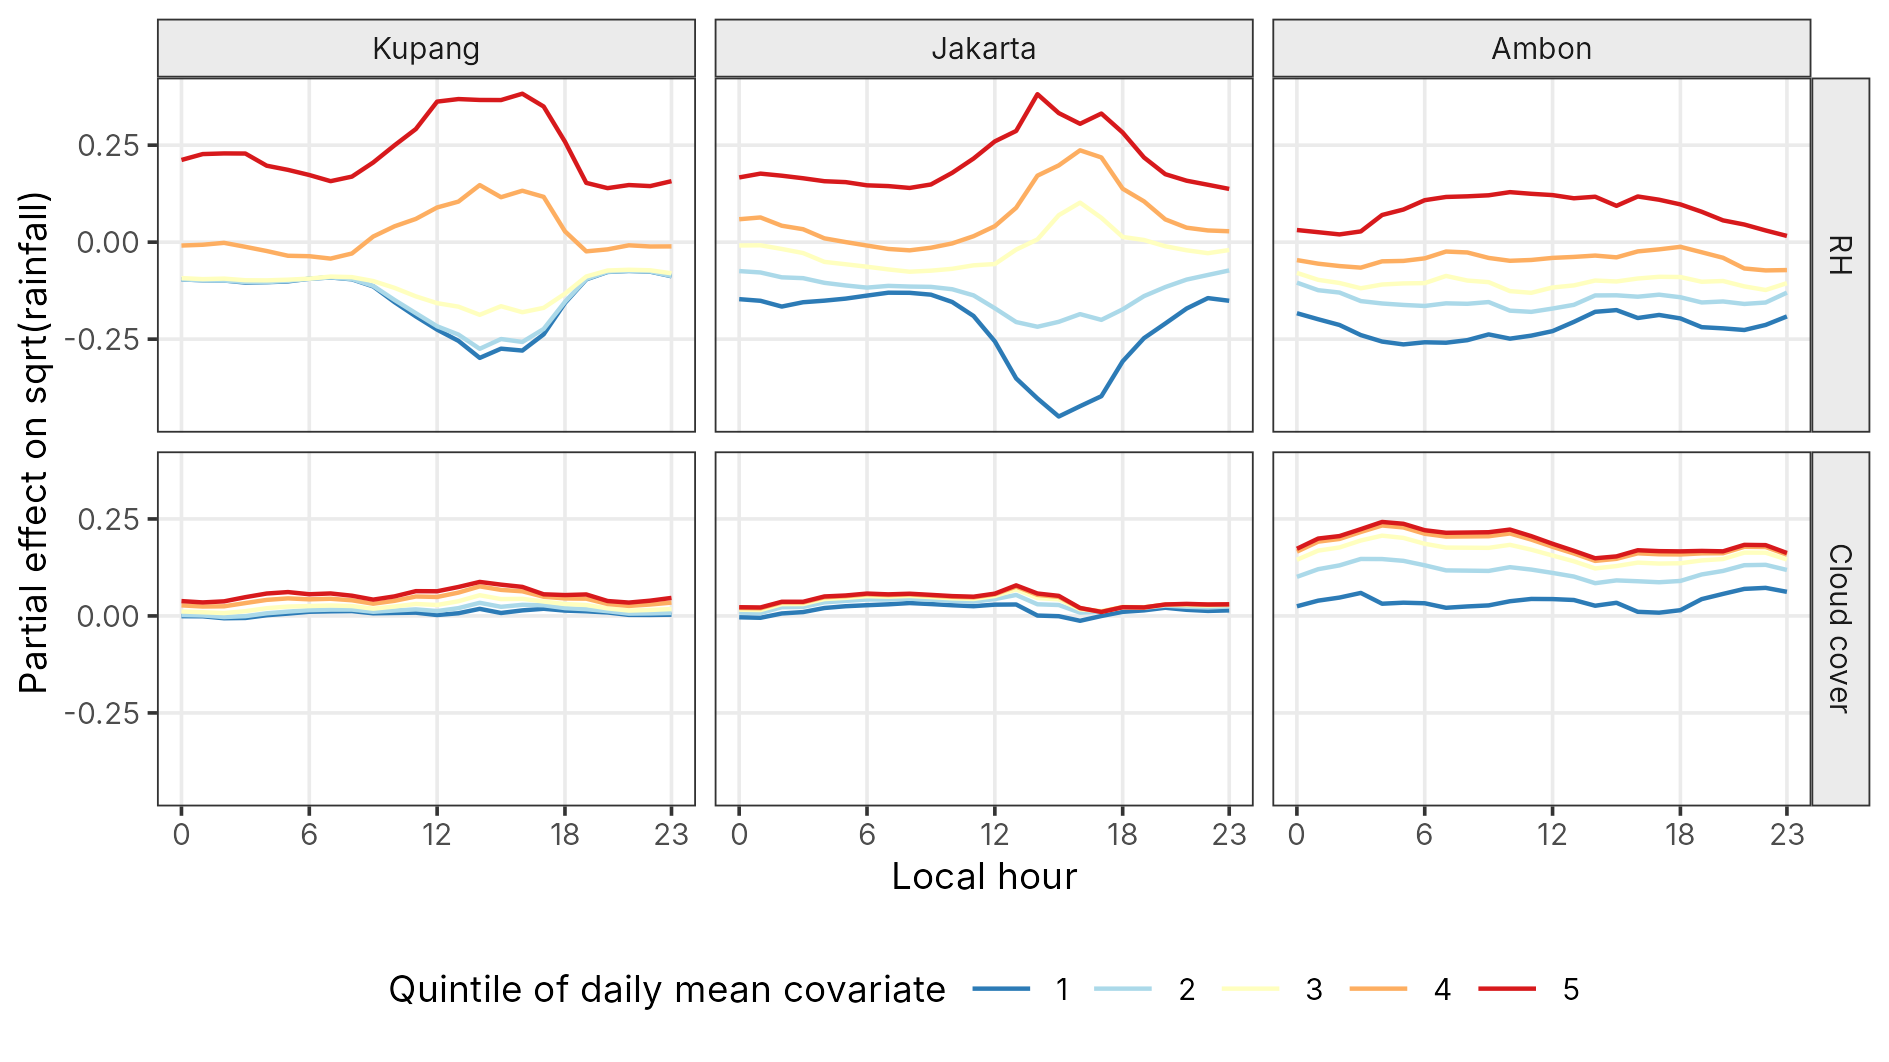 Kupang
Jakarta
Ambon
Partial effect on sqrt(rainfall)
0.25
0.00
-0.25
RH
0.25
0.00
-0.25
Cloud cover
0 6 12 18 23
0 6 12 18 23
0 6 12 18 23
Local hour
Quintile of daily mean covariate 1 2 3 4 5